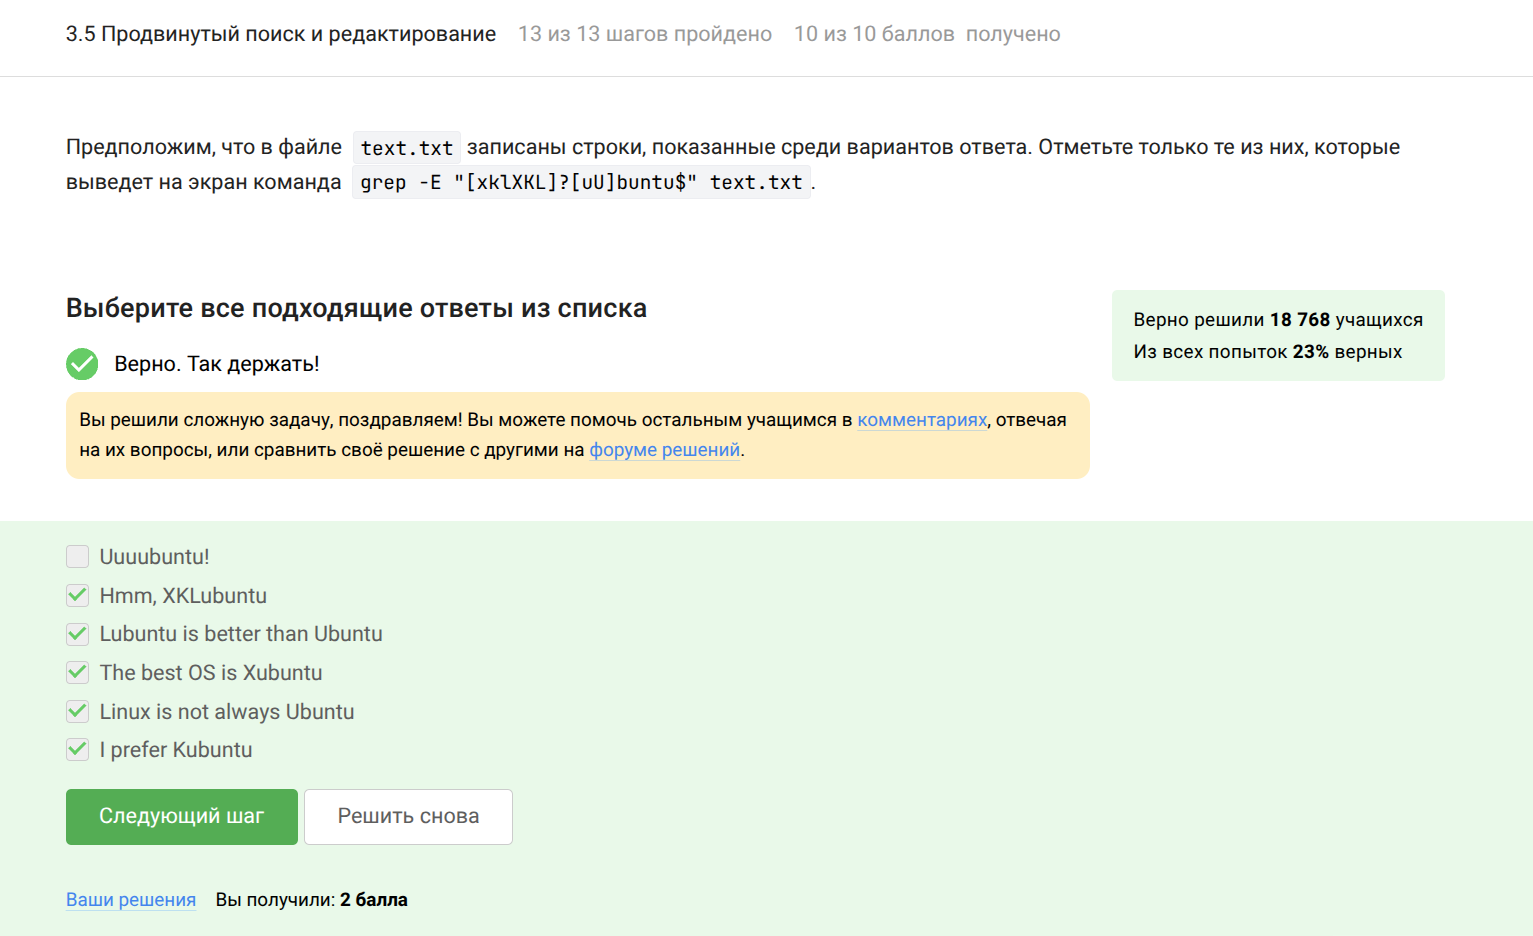 3.5 Продвинутый поиск и редактирование 13 из 13 шагов пройдено 10 из 10 баллов получено
Предположим, что в файле text.txt записаны строки, показанные среди вариантов ответа. Отметьте только те из них, которые
выведет на экран команда grep -E "[xklXKL]?[uU]buntu$" text.txt.
Выберите все подходящие ответы из списка
Верно решили 18 768 учащихся
Из всех попыток 23% верных
Верно. Так держать!
Вы решили сложную задачу, поздравляем! Вы можете помочь остальным учащимся в комментариях, отвечая
на их вопросы, или сравнить своё решение с другими на форуме решений.
Uuuubuntu!
Hmm, XKLubuntu
Lubuntu is better than Ubuntu
The best OS is Xubuntu
Linux is not always Ubuntu
I prefer Kubuntu
Следующий шаг Решить снова
Ваши решения Вы получили: 2 балла